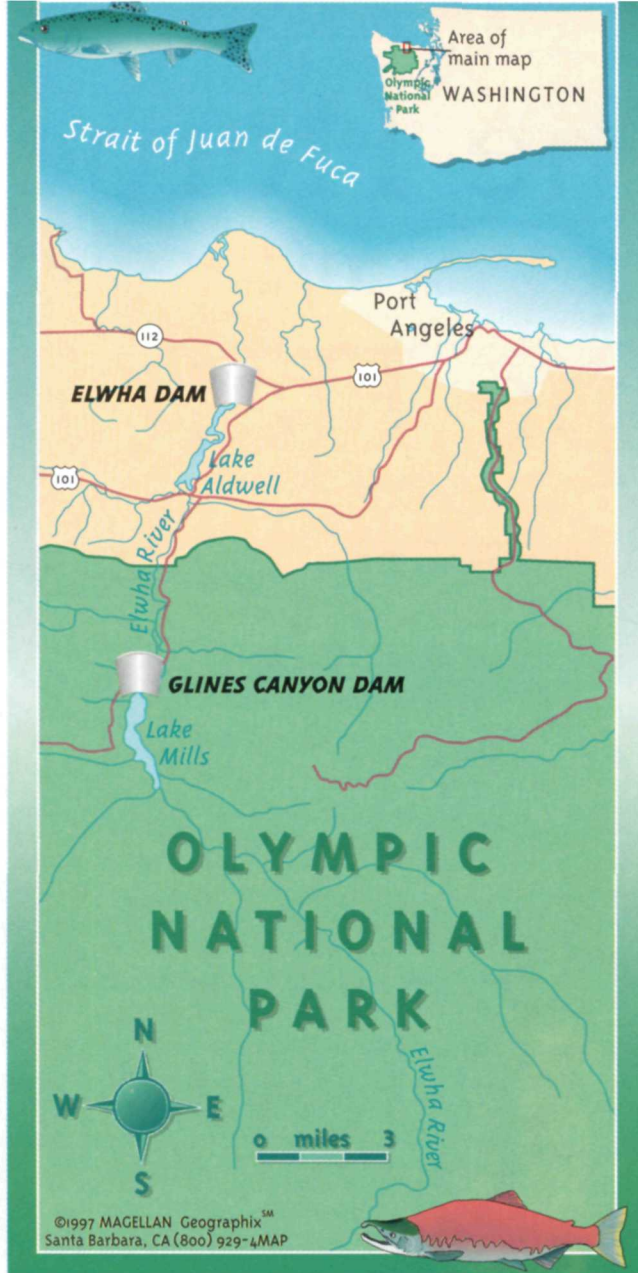 Area of
main map
Olympic
National
Park
WASHINGTON
Strait of Juan de Fuca
Port
Angeles
112
101
ELWHA DAM
Lake
Aldwell
101
Elwha River
GLINES CANYON DAM
Lake
Mills
OLYMPIC
NATIONAL
PARK
Elwha River
N
W E
S
0 miles 3
©1997 MAGELLAN Geographix℠
Santa Barbara, CA (800) 929-4MAP